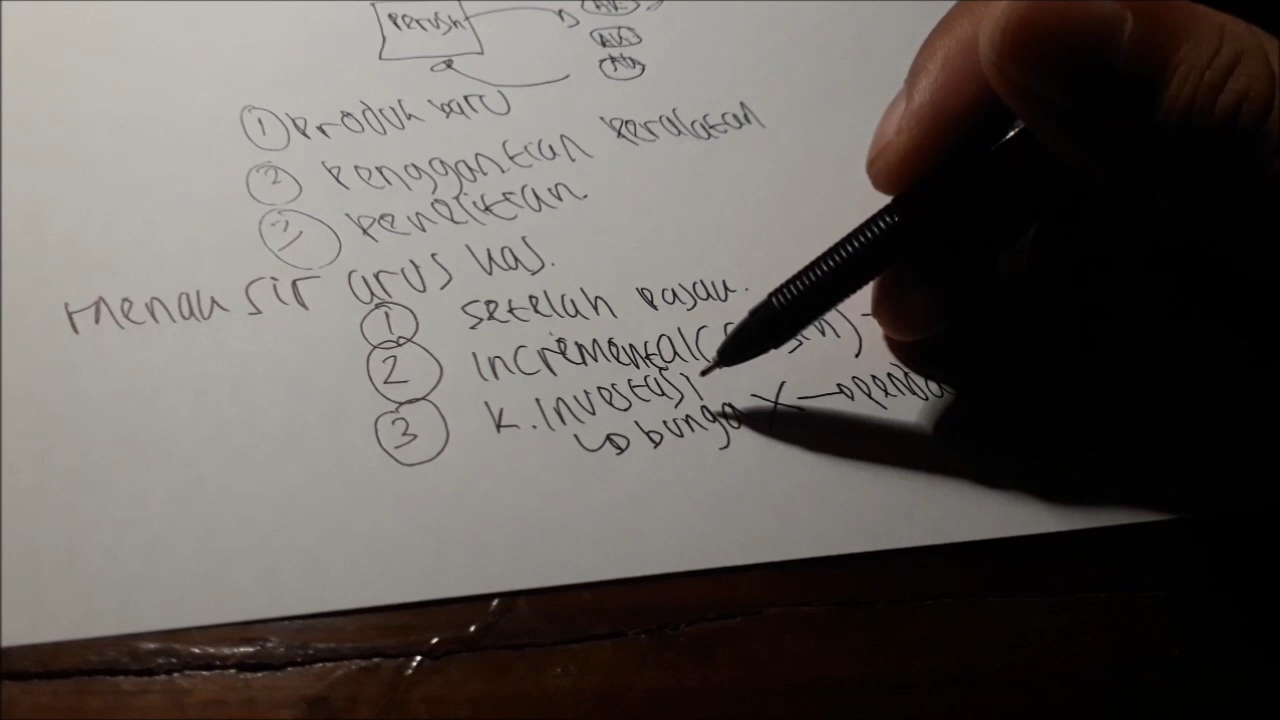 Perush
① Produk baru
② Penggantian Peralatan
③ Penelitian.
Menaksir arus kas.
① Setelah Pajak.
② Incremental(
③ K. Investasi
↳ bunga X